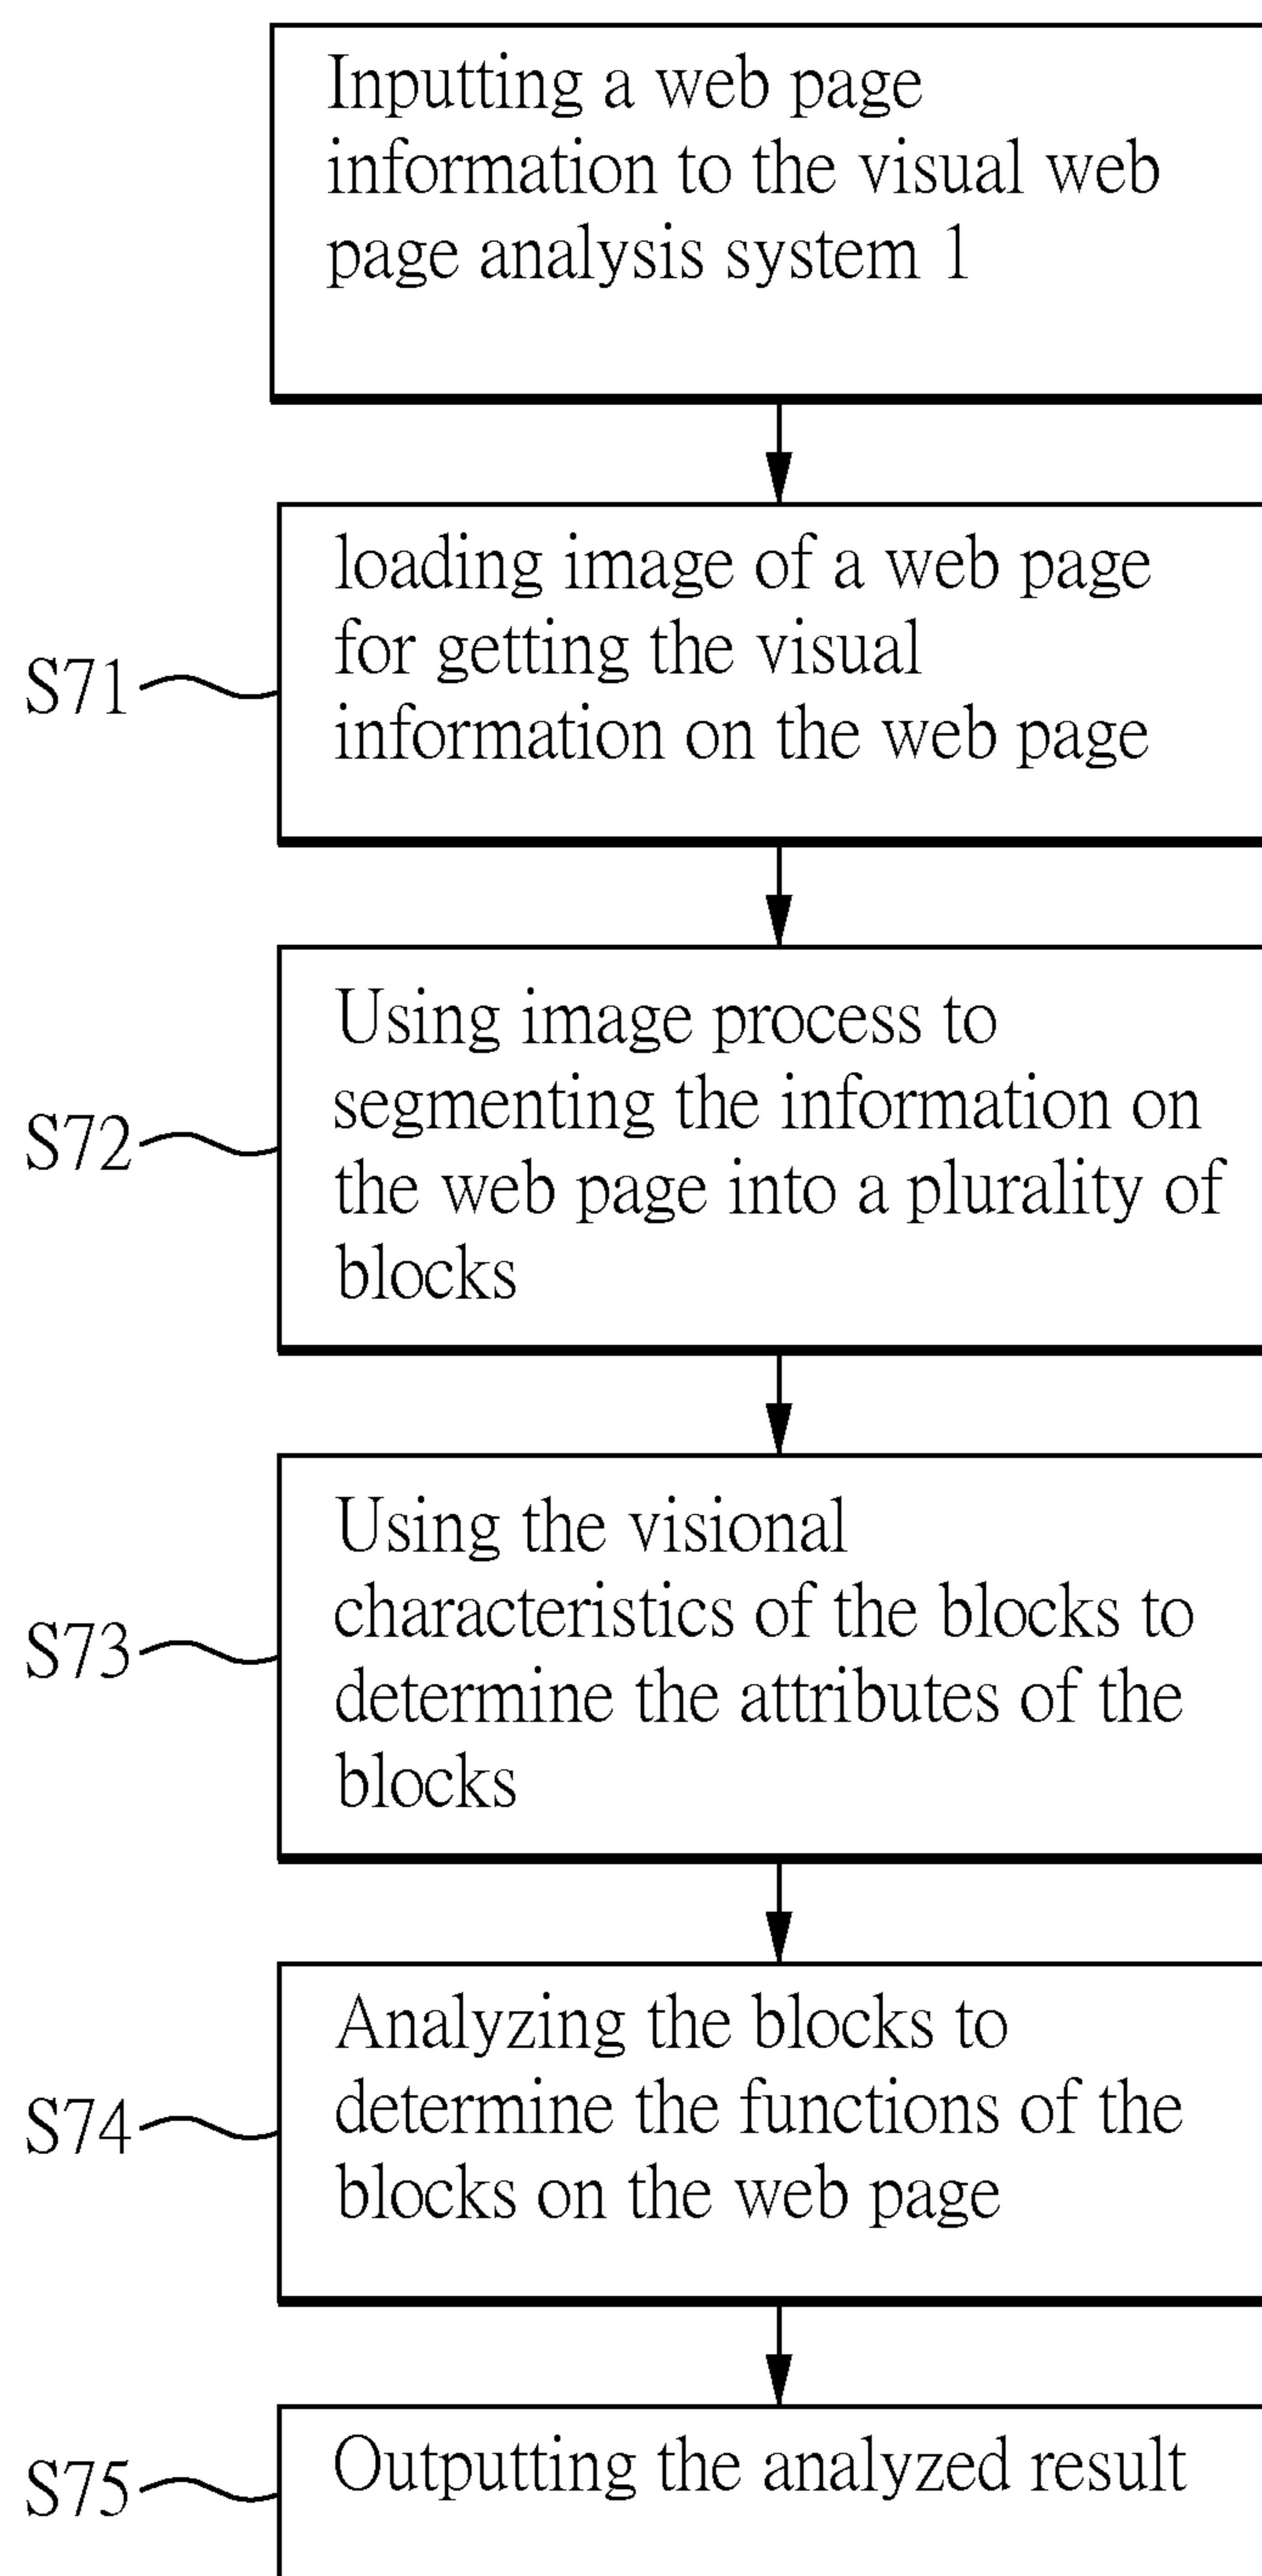 Inputting a web page
information to the visual web
page analysis system 1
loading image of a web page
for getting the visual
information on the web page
S71
Using image process to
segmenting the information on
the web page into a plurality of
blocks
S72
Using the visional
characteristics of the blocks to
determine the attributes of the
blocks
S73
Analyzing the blocks to
determine the functions of the
blocks on the web page
S74
Outputting the analyzed result
S75